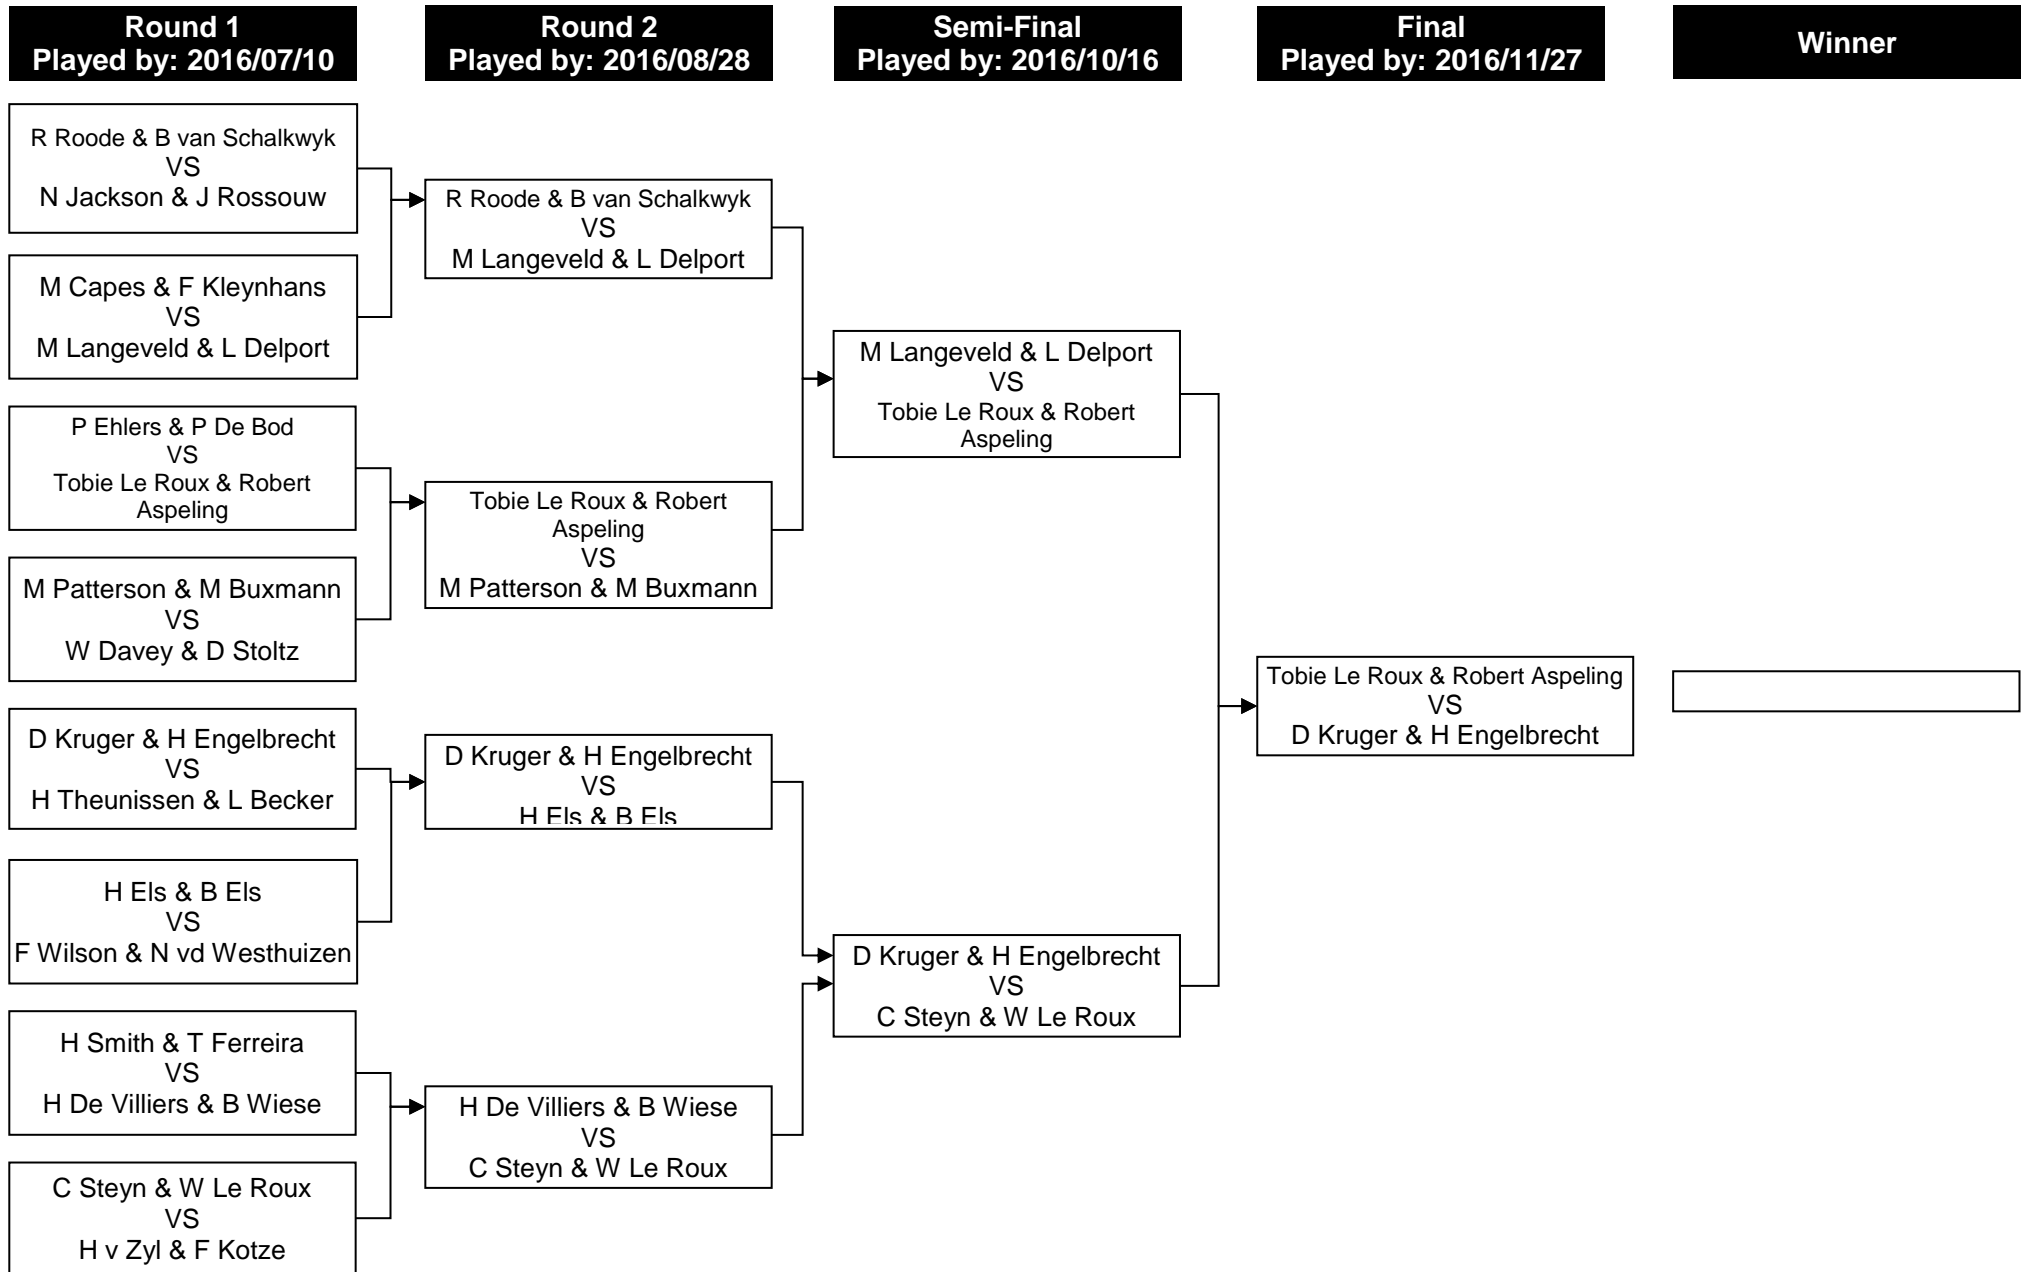 Round 1
Played by: 2016/07/10
Round 2
Played by: 2016/08/28
Semi-Final
Played by: 2016/10/16
Final
Played by: 2016/11/27
Winner
R Roode & B van Schalkwyk
VS
N Jackson & J Rossouw
M Capes & F Kleynhans
VS
M Langeveld & L Delport
P Ehlers & P De Bod
VS
Tobie Le Roux & Robert
Aspeling
M Patterson & M Buxmann
VS
W Davey & D Stoltz
D Kruger & H Engelbrecht
VS
H Theunissen & L Becker
H Els & B Els
VS
F Wilson & N vd Westhuizen
H Smith & T Ferreira
VS
H De Villiers & B Wiese
C Steyn & W Le Roux
VS
H v Zyl & F Kotze
R Roode & B van Schalkwyk
VS
M Langeveld & L Delport
Tobie Le Roux & Robert
Aspeling
VS
M Patterson & M Buxmann
D Kruger & H Engelbrecht
VS
H Els & B Els
H De Villiers & B Wiese
VS
C Steyn & W Le Roux
M Langeveld & L Delport
VS
Tobie Le Roux & Robert
Aspeling
D Kruger & H Engelbrecht
VS
C Steyn & W Le Roux
Tobie Le Roux & Robert Aspeling
VS
D Kruger & H Engelbrecht